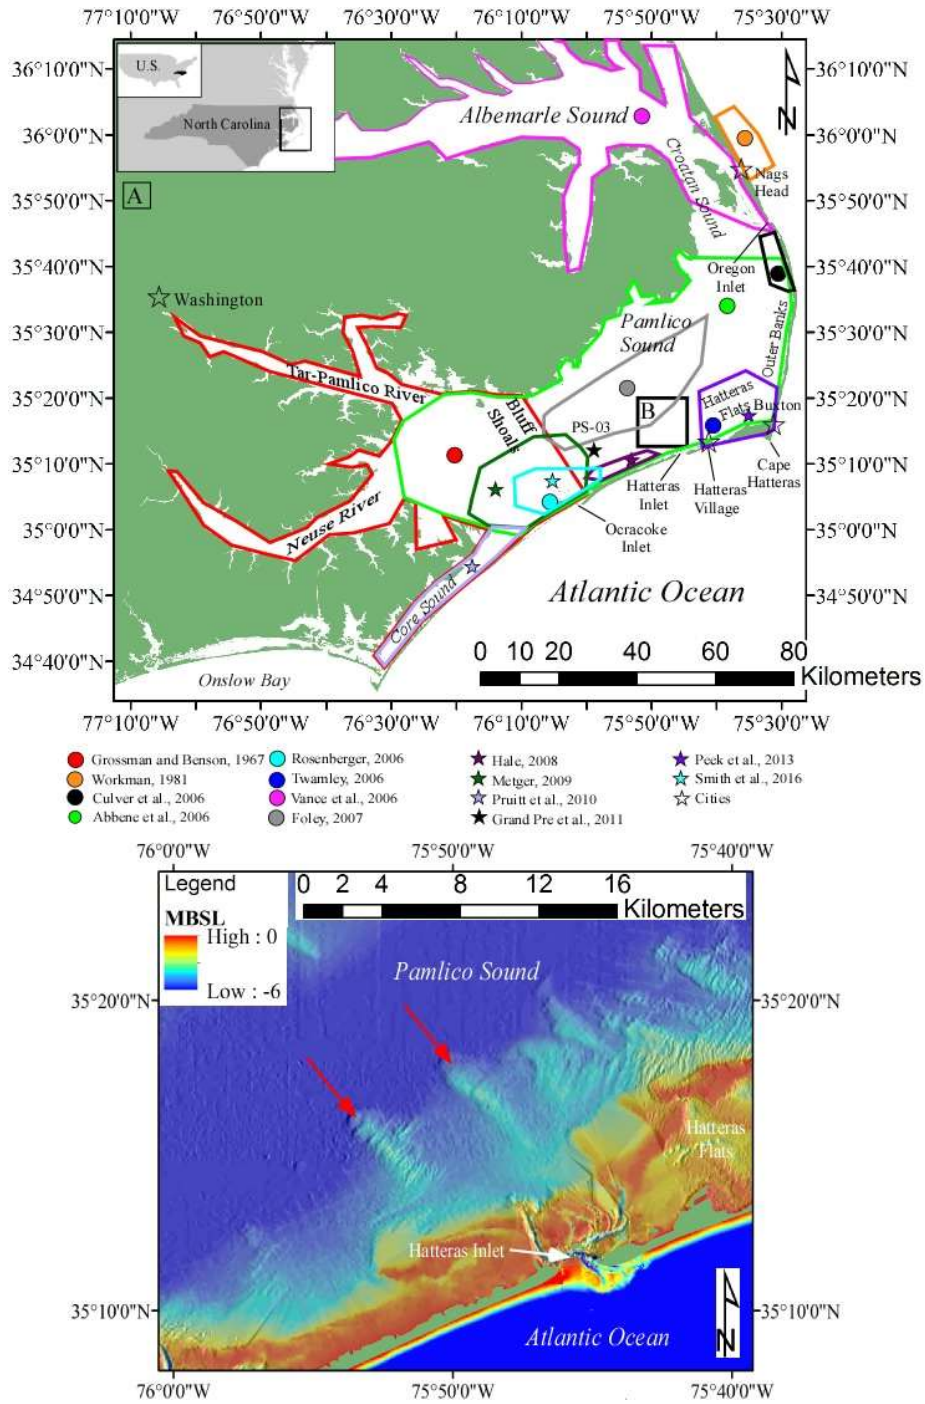 77°10'0"W 76°50'0"W 76°30'0"W 76°10'0"W 75°50'0"W 75°30'0"W
36°10'0"N
36°0'0"N
35°50'0"N
35°40'0"N
35°30'0"N
35°20'0"N
35°10'0"N
35°0'0"N
34°50'0"N
34°40'0"N
U.S.
North Carolina
A
Albemarle Sound
Croatan Sound
Nags
Head
Oregon
Inlet
Washington
Pamlico
Sound
Outer Banks
Tar-Pamlico River
Bluff
Shoals
B
Hatteras
Flats
Buxton
PS-03
Cape
Hatteras
Hatteras
Inlet
Hatteras
Village
Neuse River
Ocracoke
Inlet
Core Sound
Atlantic Ocean
Onslow Bay
N
0 10 20 40 60 80
Kilometers
36°10'0"N
36°0'0"N
35°50'0"N
35°40'0"N
35°30'0"N
35°20'0"N
35°10'0"N
35°0'0"N
34°50'0"N
34°40'0"N
77°10'0"W 76°50'0"W 76°30'0"W 76°10'0"W 75°50'0"W 75°30'0"W
Grossman and Benson, 1967
Workman, 1981
Culver et al., 2006
Abbene et al., 2006
Rosenberger, 2006
Twamley, 2006
Vance et al., 2006
Foley, 2007
Hale, 2008
Metger, 2009
Pruitt et al., 2010
Grand Pre et al., 2011
Peek et al., 2013
Smith et al., 2016
Cities
76°0'0"W 75°50'0"W 75°40'0"W
Legend
MBSL
High : 0
Low : -6
0 2 4 8 12 16
Kilometers
Pamlico Sound
35°20'0"N 35°20'0"N
Hatteras
Flats
Hatteras Inlet
35°10'0"N 35°10'0"N
Atlantic Ocean
N
76°0'0"W 75°50'0"W 75°40'0"W